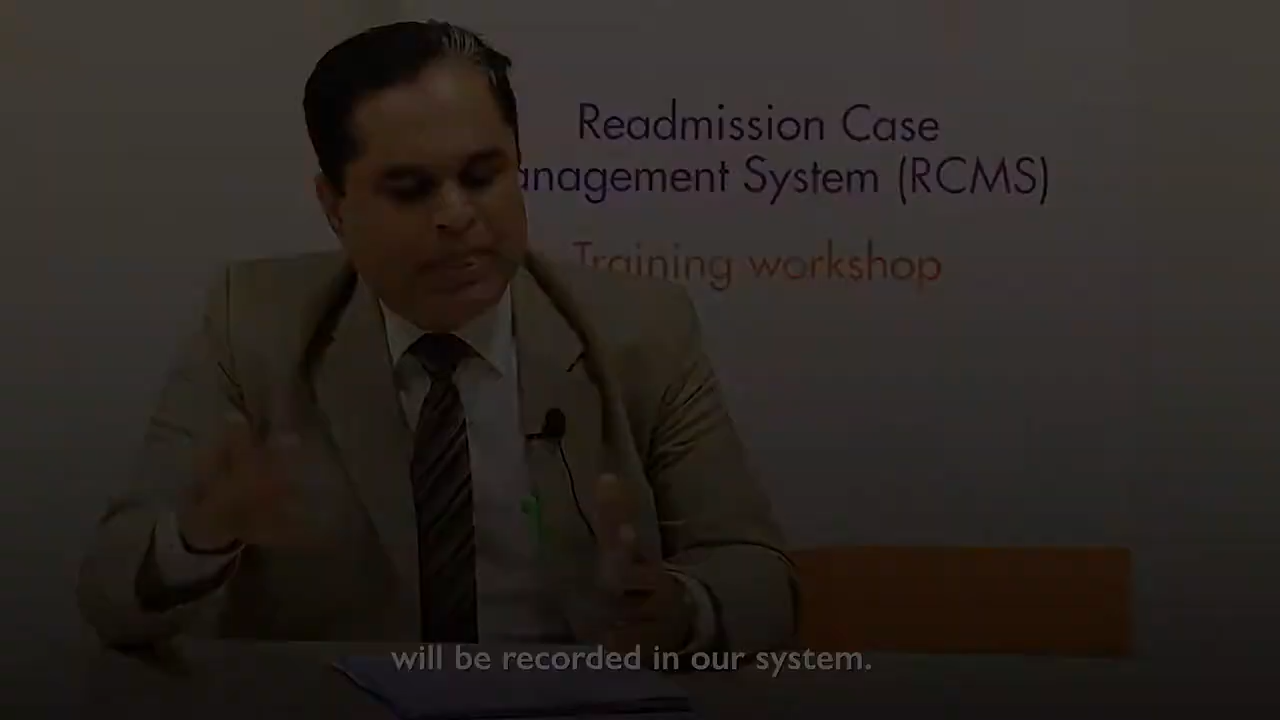 Readmission Case
anagement System (RCMS)
Training workshop
will be recorded in our system.